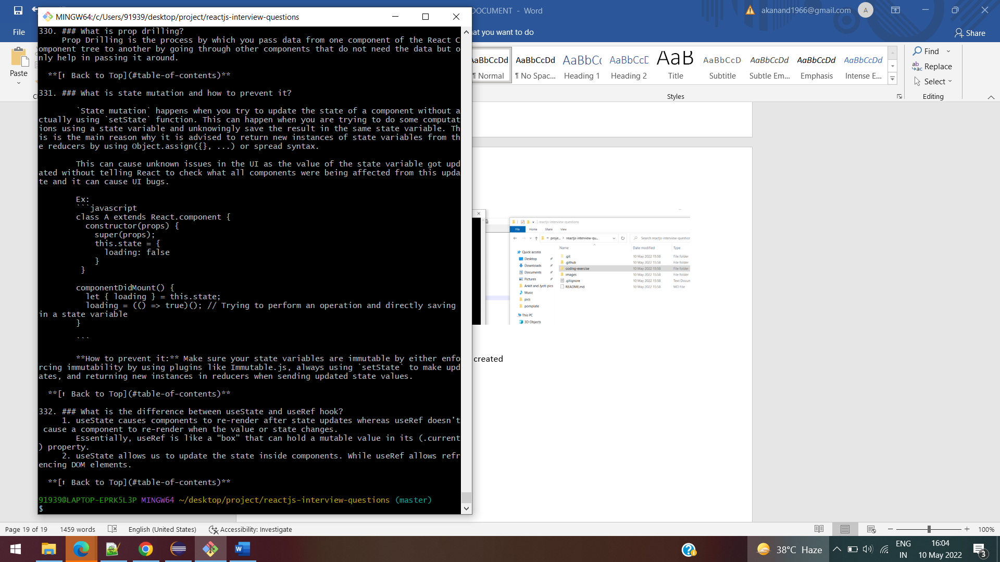 DOCUMENT - Word
akanand1966@gmail.com
A
MINGW64:/c/Users/91939/desktop/project/reactjs-interview-questions
File
at you want to do
Share
330. ### What is prop drilling?
Prop Drilling is the process by which you pass data from one component of the React C
omponent tree to another by going through other components that do not need the data but o
nly help in passing it around.
**[⬆ Back to Top](#table-of-contents)**
331. ### What is state mutation and how to prevent it?
`State mutation` happens when you try to update the state of a component without a
ctually using `setState` function. This can happen when you are trying to do some computat
ions using a state variable and unknowingly save the result in the same state variable. Th
is is the main reason why it is advised to return new instances of state variables from th
e reducers by using Object.assign({}, ...) or spread syntax.
This can cause unknown issues in the UI as the value of the state variable got upd
ated without telling React to check what all components were being affected from this upda
te and it can cause UI bugs.
Ex:
```javascript
class A extends React.component {
constructor(props) {
super(props);
this.state = {
loading: false
}
}
componentDidMount() {
let { loading } = this.state;
loading = (() => true)(); // Trying to perform an operation and directly saving
in a state variable
}
```
**How to prevent it:** Make sure your state variables are immutable by either enfo
rcing immutability by using plugins like Immutable.js, always using `setState` to make upd
ates, and returning new instances in reducers when sending updated state values.
**[⬆ Back to Top](#table-of-contents)**
332. ### What is the difference between useState and useRef hook?
1. useState causes components to re-render after state updates whereas useRef doesn’t
cause a component to re-render when the value or state changes.
Essentially, useRef is like a “box” that can hold a mutable value in its (.current
) property.
2. useState allows us to update the state inside components. While useRef allows refr
encing DOM elements.
**[⬆ Back to Top](#table-of-contents)**
91939@LAPTOP-EPRK5L3P MINGW64 ~/desktop/project/reactjs-interview-questions (master)
$
Paste
AaBbCcDd AaBbCcDd AaBbCc AaBbCcD AaB AaBbCcD AaBbCcDd AaBbCcDd AaBbCcDd
¶ Normal ¶ No Spac... Heading 1 Heading 2 Title Subtitle Subtle Em... Emphasis Intense E...
Styles
Find
Replace
Select
Editing
reactjs-interview-questions
File Home Share View
proje... > reactjs-interview-qu...
Search reactjs-interview-question
Name Date modified Type
Quick access
Desktop
Downloads
Documents
Pictures
Ankit and Jyoti pics
Music
pics
pomplate
This PC
3D Objects
.git 10 May 2022 15:58 File folder
.github 10 May 2022 15:58 File folder
coding-exercise 10 May 2022 15:58 File folder
images 10 May 2022 15:58 File folder
.gitignore 10 May 2022 15:58 Text Docum
README.md 10 May 2022 15:58 MD File
created
Page 19 of 19 1459 words English (United States) Accessibility: Investigate
100%
38°C Haze
ENG
IN
16:04
10 May 2022
3